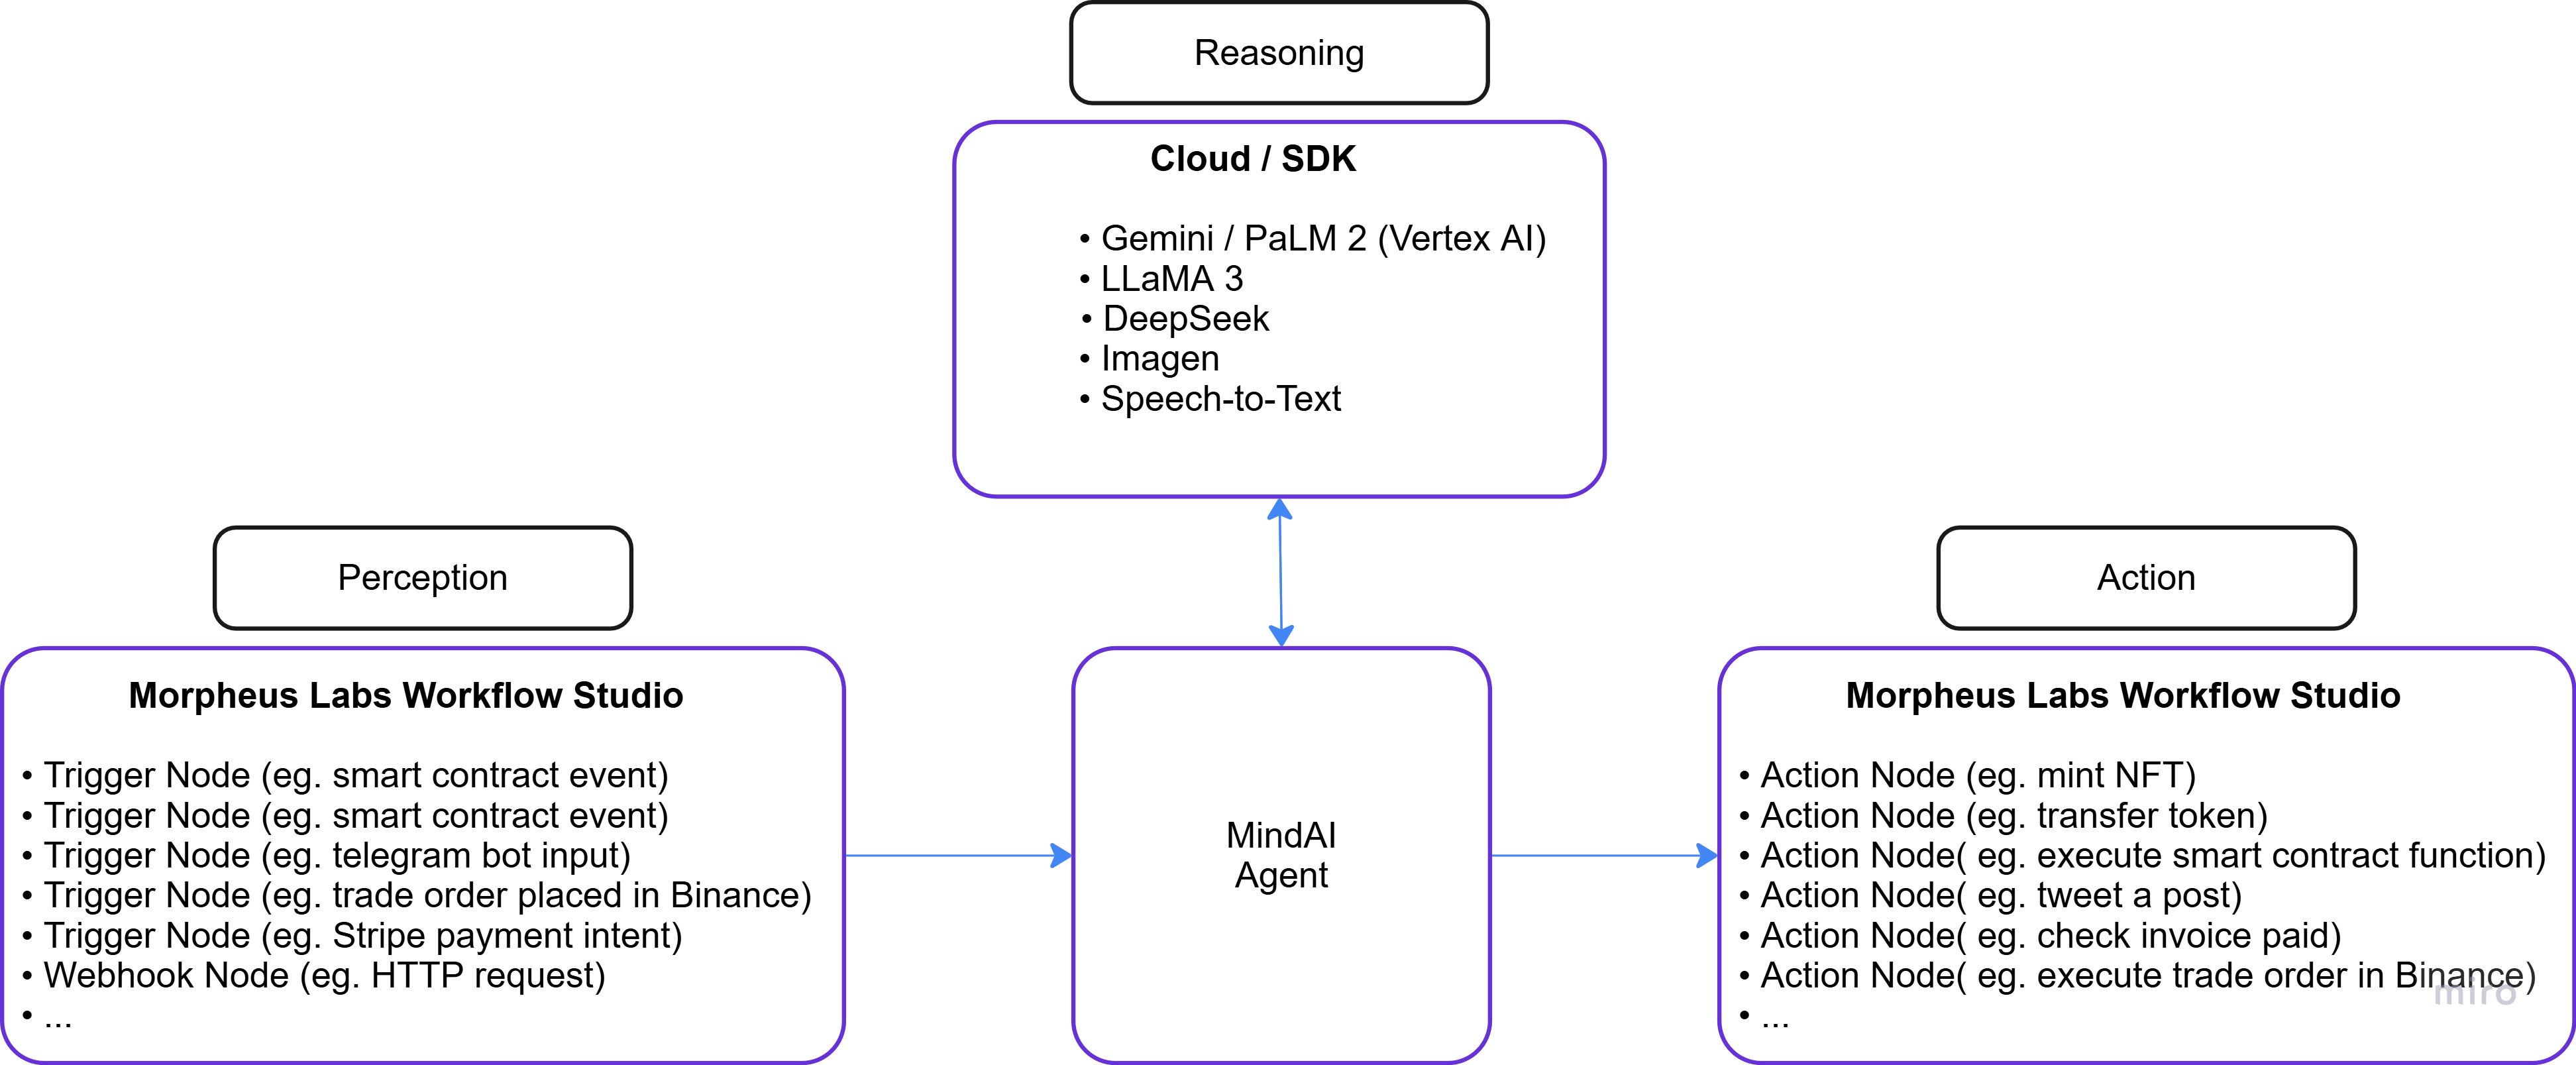 Reasoning
Cloud / SDK
• Gemini / PaLM 2 (Vertex AI)
• LLaMA 3
• DeepSeek
• Imagen
• Speech-to-Text
Perception
Morpheus Labs Workflow Studio
• Trigger Node (eg. smart contract event)
• Trigger Node (eg. smart contract event)
• Trigger Node (eg. telegram bot input)
• Trigger Node (eg. trade order placed in Binance)
• Trigger Node (eg. Stripe payment intent)
• Webhook Node (eg. HTTP request)
• ...
MindAI
Agent
Action
Morpheus Labs Workflow Studio
• Action Node (eg. mint NFT)
• Action Node (eg. transfer token)
• Action Node( eg. execute smart contract function)
• Action Node( eg. tweet a post)
• Action Node( eg. check invoice paid)
• Action Node( eg. execute trade order in Binance)
• ...
miro